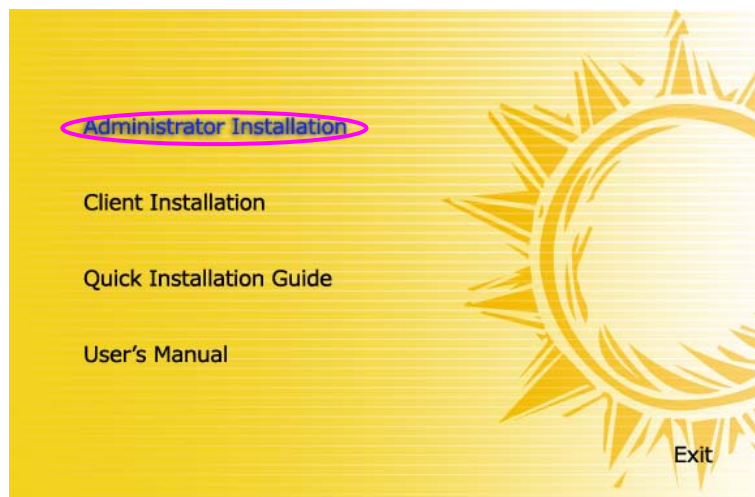 Administrator Installation
Client Installation
Quick Installation Guide
User’s Manual
Exit